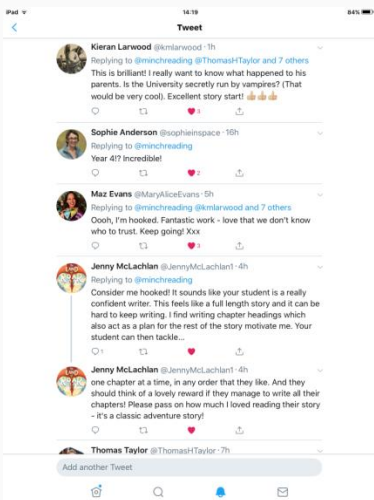 iPad
14:19
84%
Tweet
Kieran Larwood @kmlarwood · 1h
Replying to @minchreading @ThomasHTaylor and 7 others
This is brilliant! I really want to know what happened to his
parents. Is the University secretly run by vampires? (That
would be very cool). Excellent story start! 👍🏼👍🏼👍🏼
3
Sophie Anderson @sophieinspace · 16h
Replying to @minchreading
Year 4!? Incredible!
2
Maz Evans @MaryAliceEvans · 5h
Replying to @minchreading @kmlarwood and 7 others
Oooh, I'm hooked. Fantastic work - love that we don't know
who to trust. Keep going! Xxx
3
Jenny McLachlan @JennyMcLachlan1 · 4h
Replying to @minchreading
Consider me hooked! It sounds like your student is a really
confident writer. This feels like a full length story and it can be
hard to keep writing. I find writing chapter headings which
also act as a plan for the rest of the story motivate me. Your
student can then tackle...
1
Jenny McLachlan @JennyMcLachlan1 · 4h
one chapter at a time, in any order that they like. And they
should think of a lovely reward if they manage to write all their
chapters! Please pass on how much I loved reading their story
- it's a classic adventure story!
Thomas Taylor @ThomasHTaylor · 7h
Add another Tweet